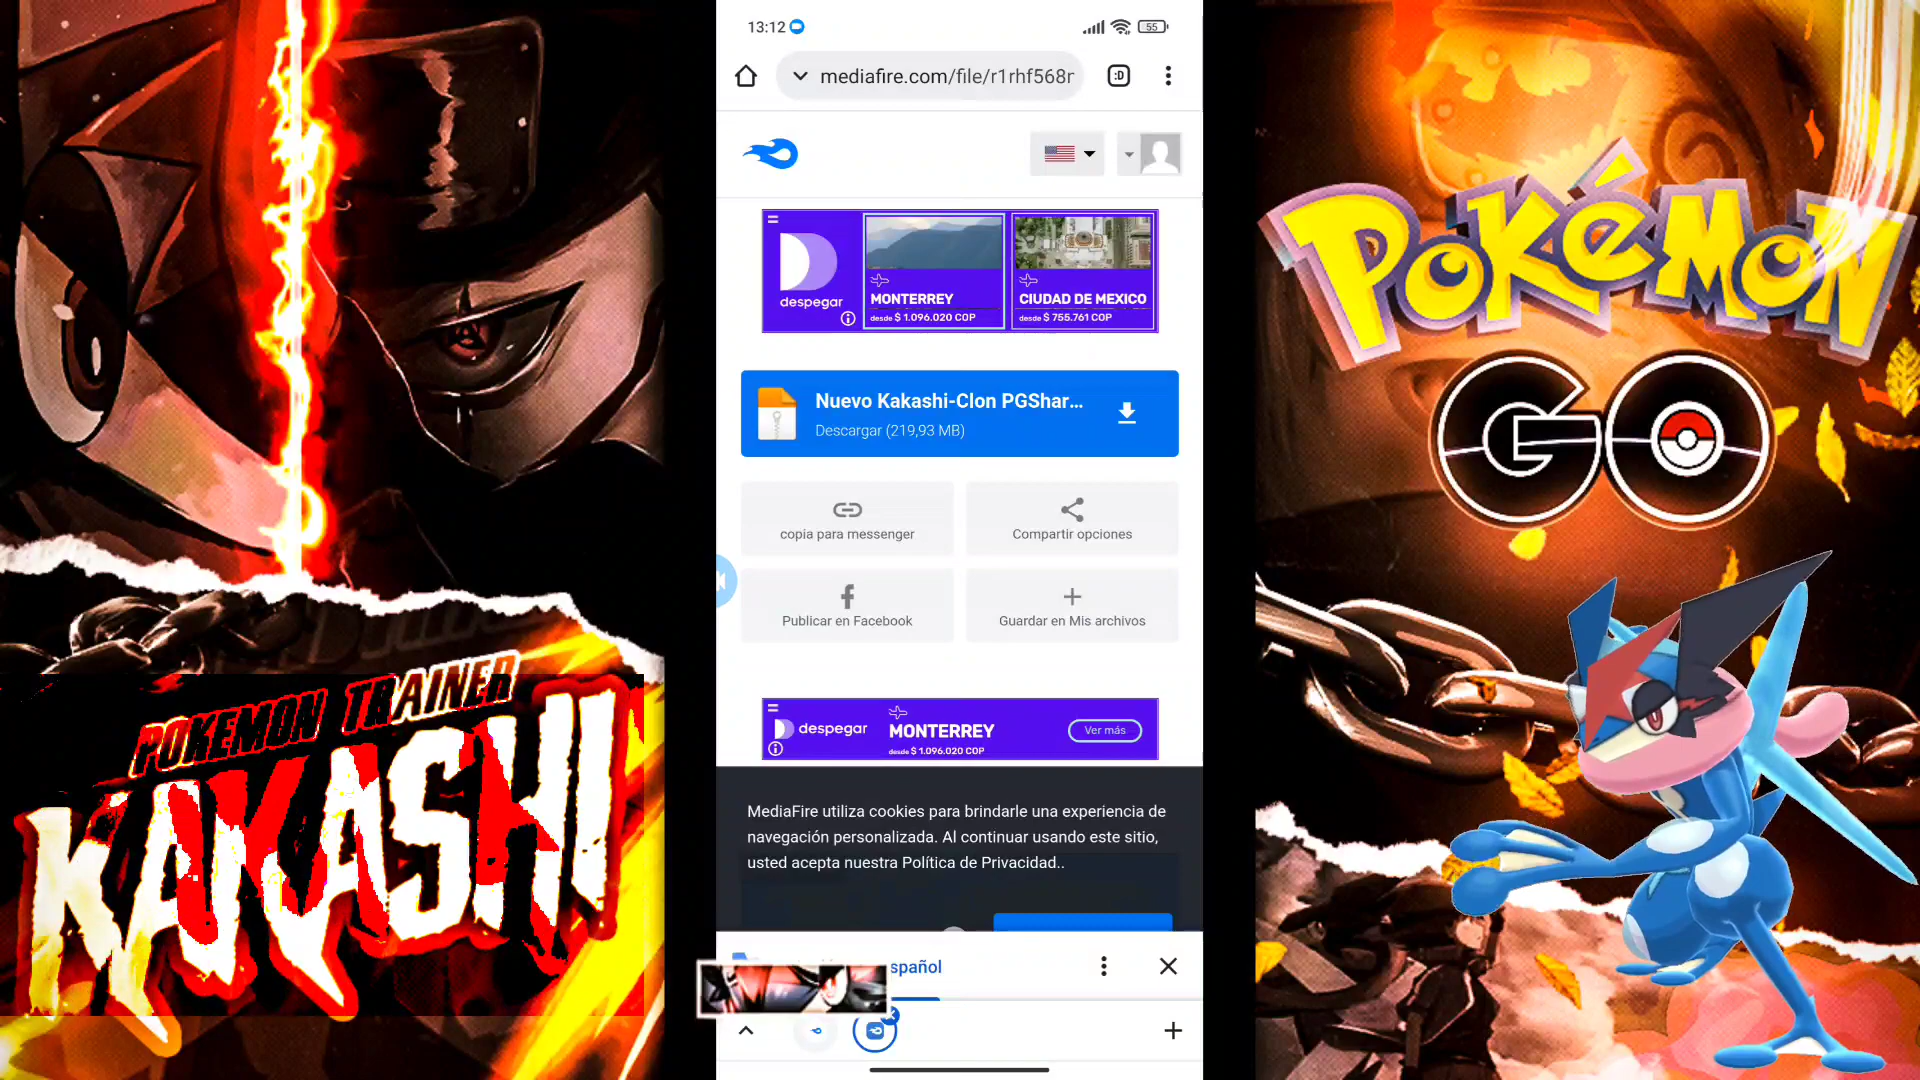 POKEMON TRAINER
KAKASHI
13:12
55
mediafire.com/file/r1rhf568r
:D
despegar
MONTERREY
desde $ 1.096.020 COP
CIUDAD DE MEXICO
desde $ 755.761 COP
Nuevo Kakashi-Clon PGShar...
Descargar (219,93 MB)
copia para messenger
Compartir opciones
Publicar en Facebook
Guardar en Mis archivos
despegar
MONTERREY
desde $ 1.096.020 COP
Ver más
MediaFire utiliza cookies para brindarle una experiencia de
navegación personalizada. Al continuar usando este sitio,
usted acepta nuestra Política de Privacidad..
spañol
POKéMON
GO